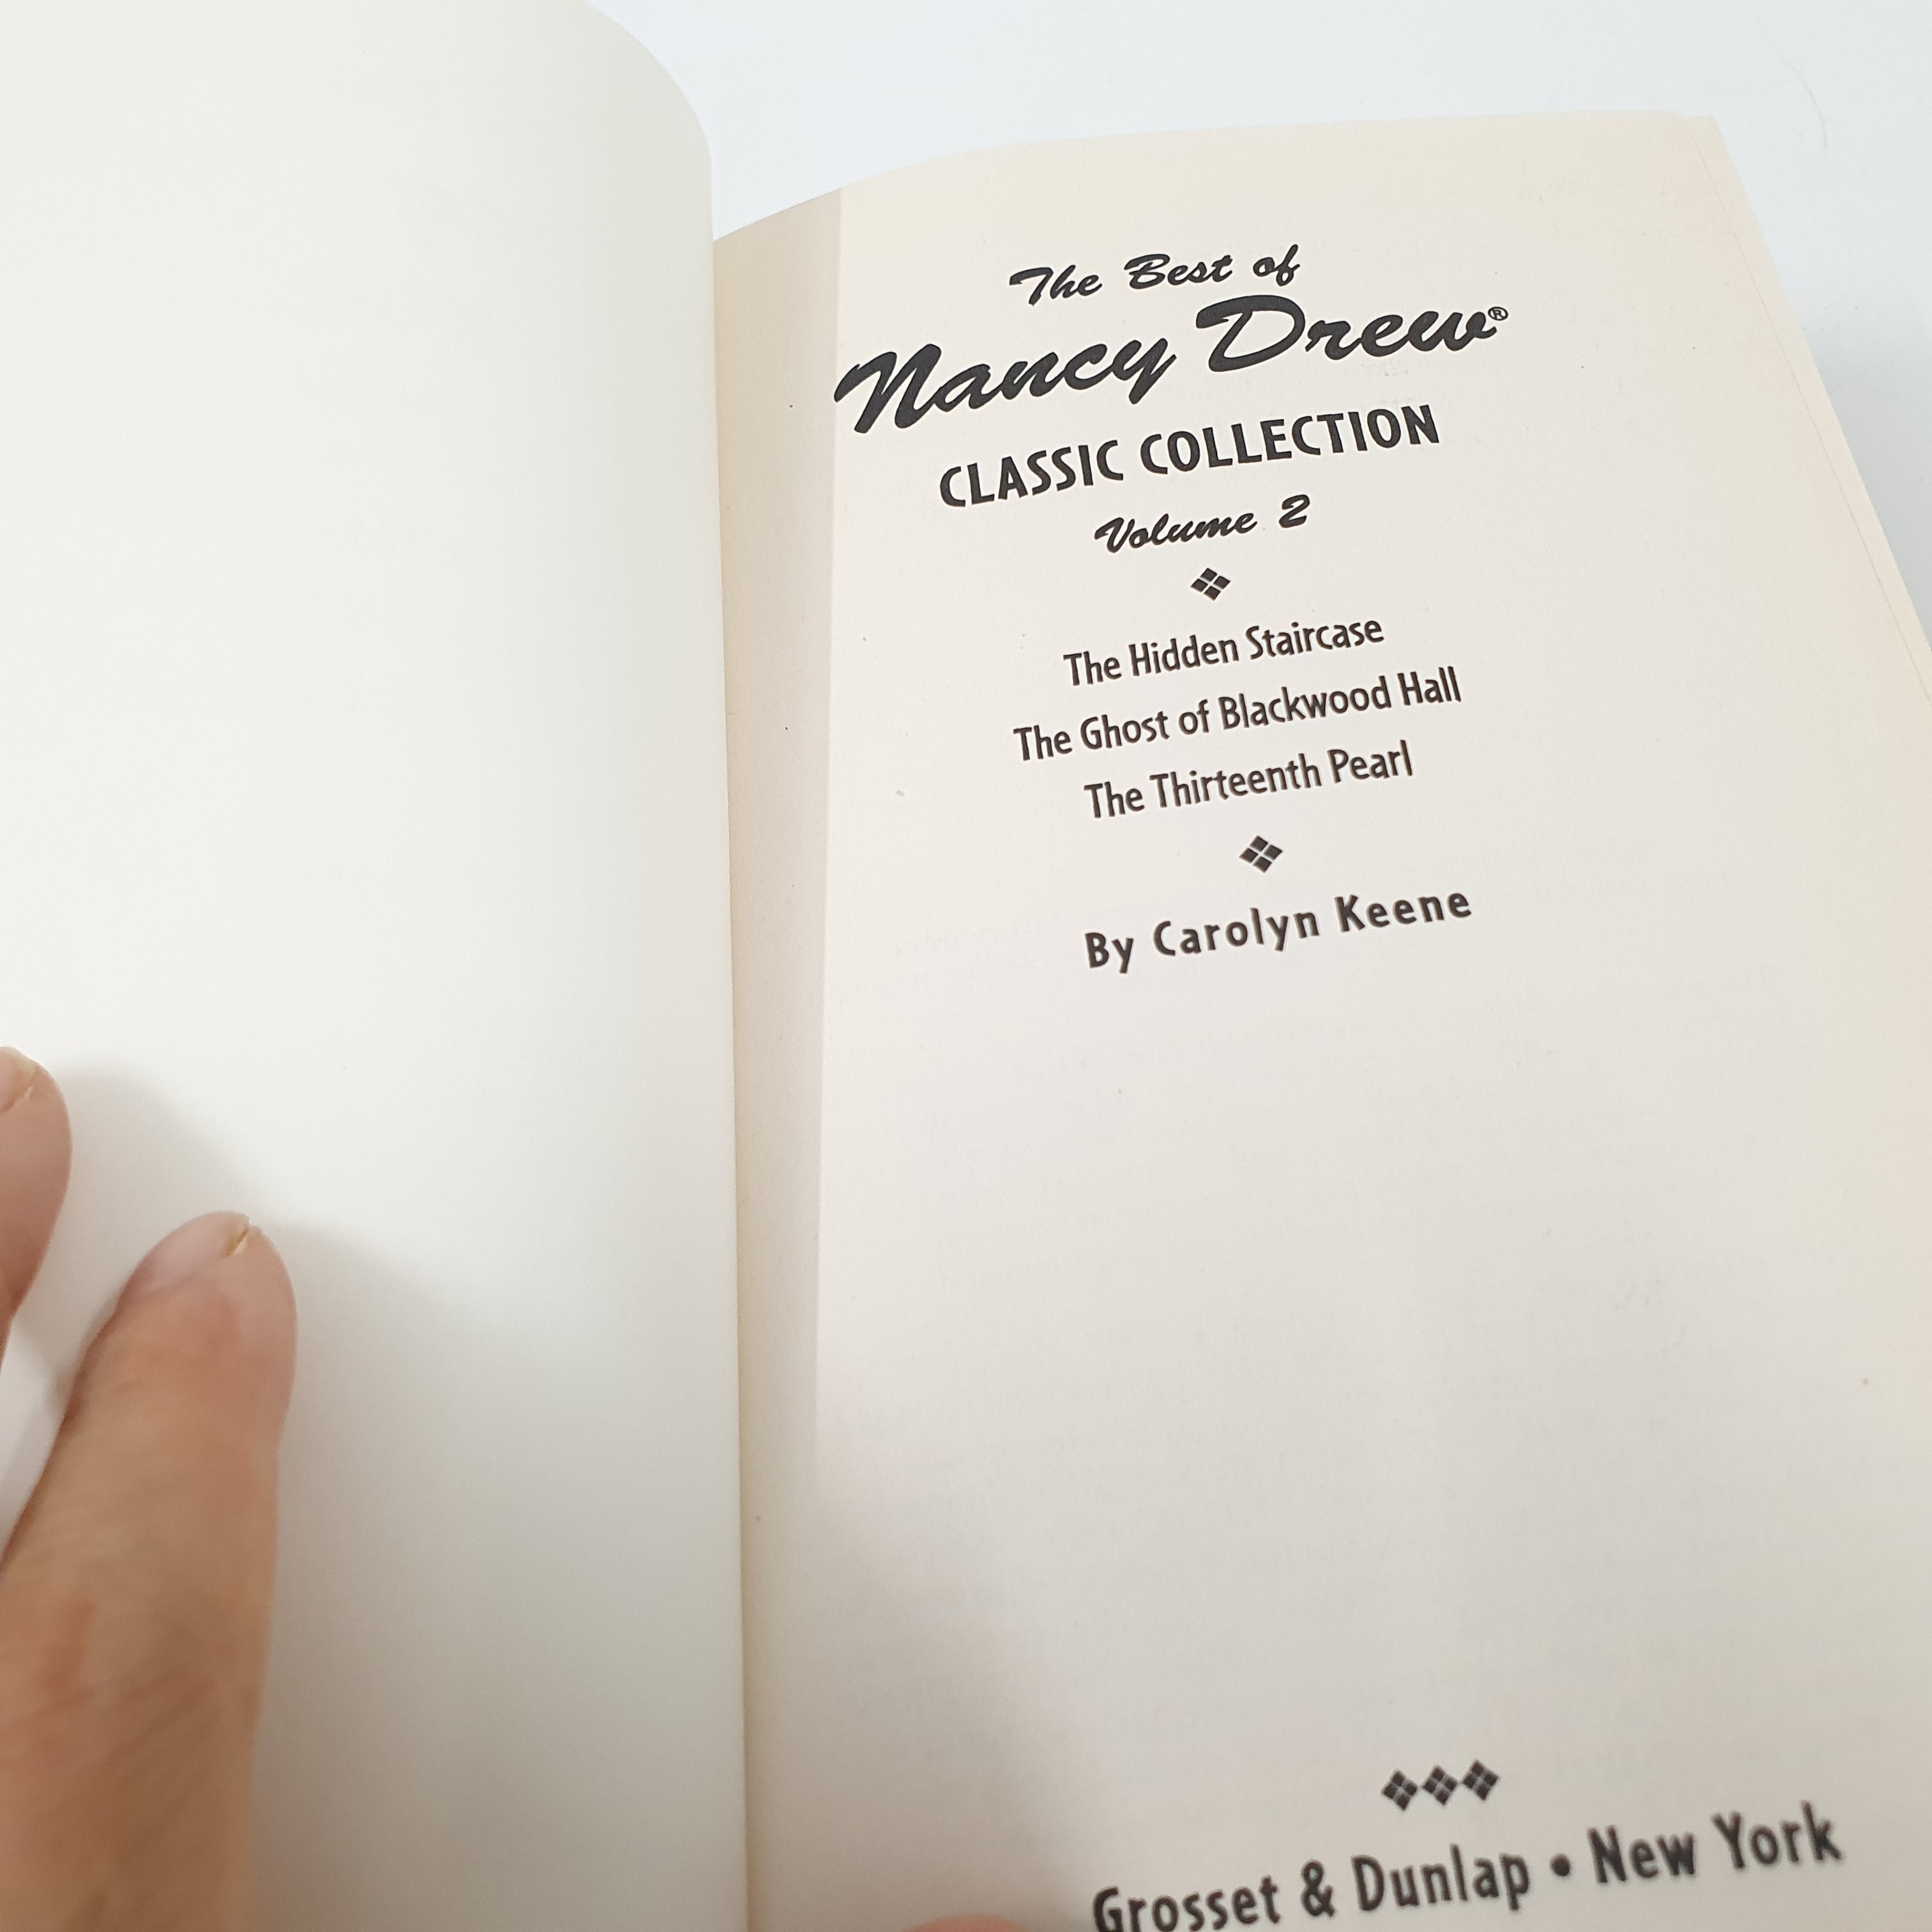 The Best of
Nancy Drew®
CLASSIC COLLECTION
Volume 2
The Hidden Staircase
The Ghost of Blackwood Hall
The Thirteenth Pearl
By Carolyn Keene
Grosset & Dunlap • New York